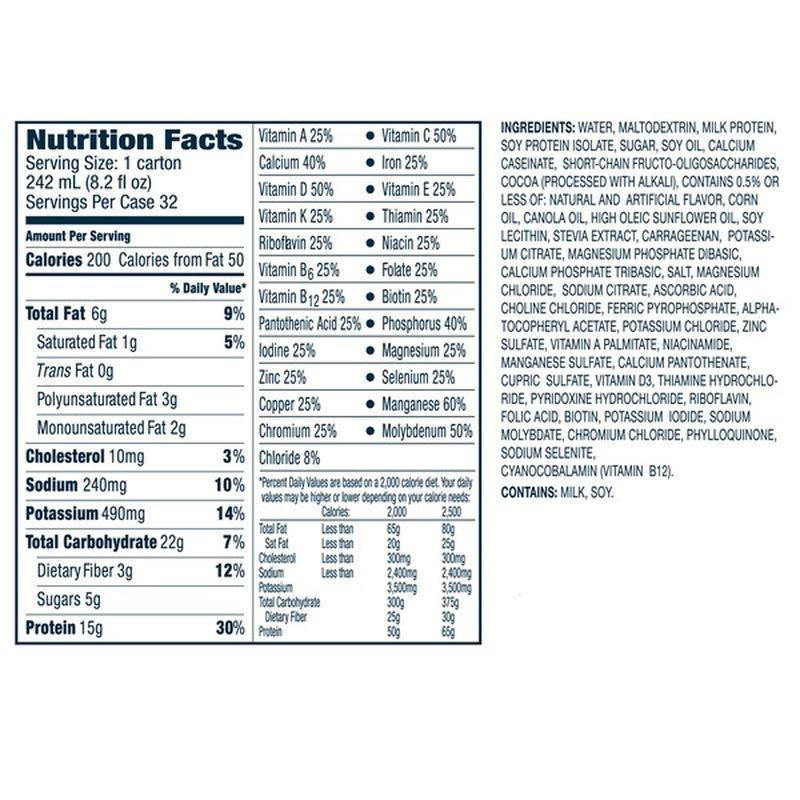 Nutrition Facts
Serving Size: 1 carton
242 mL (8.2 fl oz)
Servings Per Case 32
Amount Per Serving
Calories 200 Calories from Fat 50
% Daily Value*
Total Fat 6g 9%
Saturated Fat 1g 5%
Trans Fat 0g
Polyunsaturated Fat 3g
Monounsaturated Fat 2g
Cholesterol 10mg 3%
Sodium 240mg 10%
Potassium 490mg 14%
Total Carbohydrate 22g 7%
Dietary Fiber 3g 12%
Sugars 5g
Protein 15g 30%
Vitamin A 25% ● Vitamin C 50%
Calcium 40% ● Iron 25%
Vitamin D 50% ● Vitamin E 25%
Vitamin K 25% ● Thiamin 25%
Riboflavin 25% ● Niacin 25%
Vitamin B6 25% ● Folate 25%
Vitamin B12 25% ● Biotin 25%
Pantothenic Acid 25% ● Phosphorus 40%
Iodine 25% ● Magnesium 25%
Zinc 25% ● Selenium 25%
Copper 25% ● Manganese 60%
Chromium 25% ● Molybdenum 50%
Chloride 8%
*Percent Daily Values are based on a 2,000 calorie diet. Your daily
values may be higher or lower depending on your calorie needs:
Calories: 2,000 2,500
Total Fat Less than 65g 80g
Sat Fat Less than 20g 25g
Cholesterol Less than 300mg 300mg
Sodium Less than 2,400mg 2,400mg
Potassium 3,500mg 3,500mg
Total Carbohydrate 300g 375g
Dietary Fiber 25g 30g
Protein 50g 65g
INGREDIENTS: WATER, MALTODEXTRIN, MILK PROTEIN,
SOY PROTEIN ISOLATE, SUGAR, SOY OIL, CALCIUM
CASEINATE, SHORT-CHAIN FRUCTO-OLIGOSACCHARIDES,
COCOA (PROCESSED WITH ALKALI), CONTAINS 0.5% OR
LESS OF: NATURAL AND ARTIFICIAL FLAVOR, CORN
OIL, CANOLA OIL, HIGH OLEIC SUNFLOWER OIL, SOY
LECITHIN, STEVIA EXTRACT, CARRAGEENAN, POTASSI-
UM CITRATE, MAGNESIUM PHOSPHATE DIBASIC,
CALCIUM PHOSPHATE TRIBASIC, SALT, MAGNESIUM
CHLORIDE, SODIUM CITRATE, ASCORBIC ACID,
CHOLINE CHLORIDE, FERRIC PYROPHOSPHATE, ALPHA-
TOCOPHERYL ACETATE, POTASSIUM CHLORIDE, ZINC
SULFATE, VITAMIN A PALMITATE, NIACINAMIDE,
MANGANESE SULFATE, CALCIUM PANTOTHENATE,
CUPRIC SULFATE, VITAMIN D3, THIAMINE HYDROCHLO-
RIDE, PYRIDOXINE HYDROCHLORIDE, RIBOFLAVIN,
FOLIC ACID, BIOTIN, POTASSIUM IODIDE, SODIUM
MOLYBDATE, CHROMIUM CHLORIDE, PHYLLOQUINONE,
SODIUM SELENITE,
CYANOCOBALAMIN (VITAMIN B12).
CONTAINS: MILK, SOY.